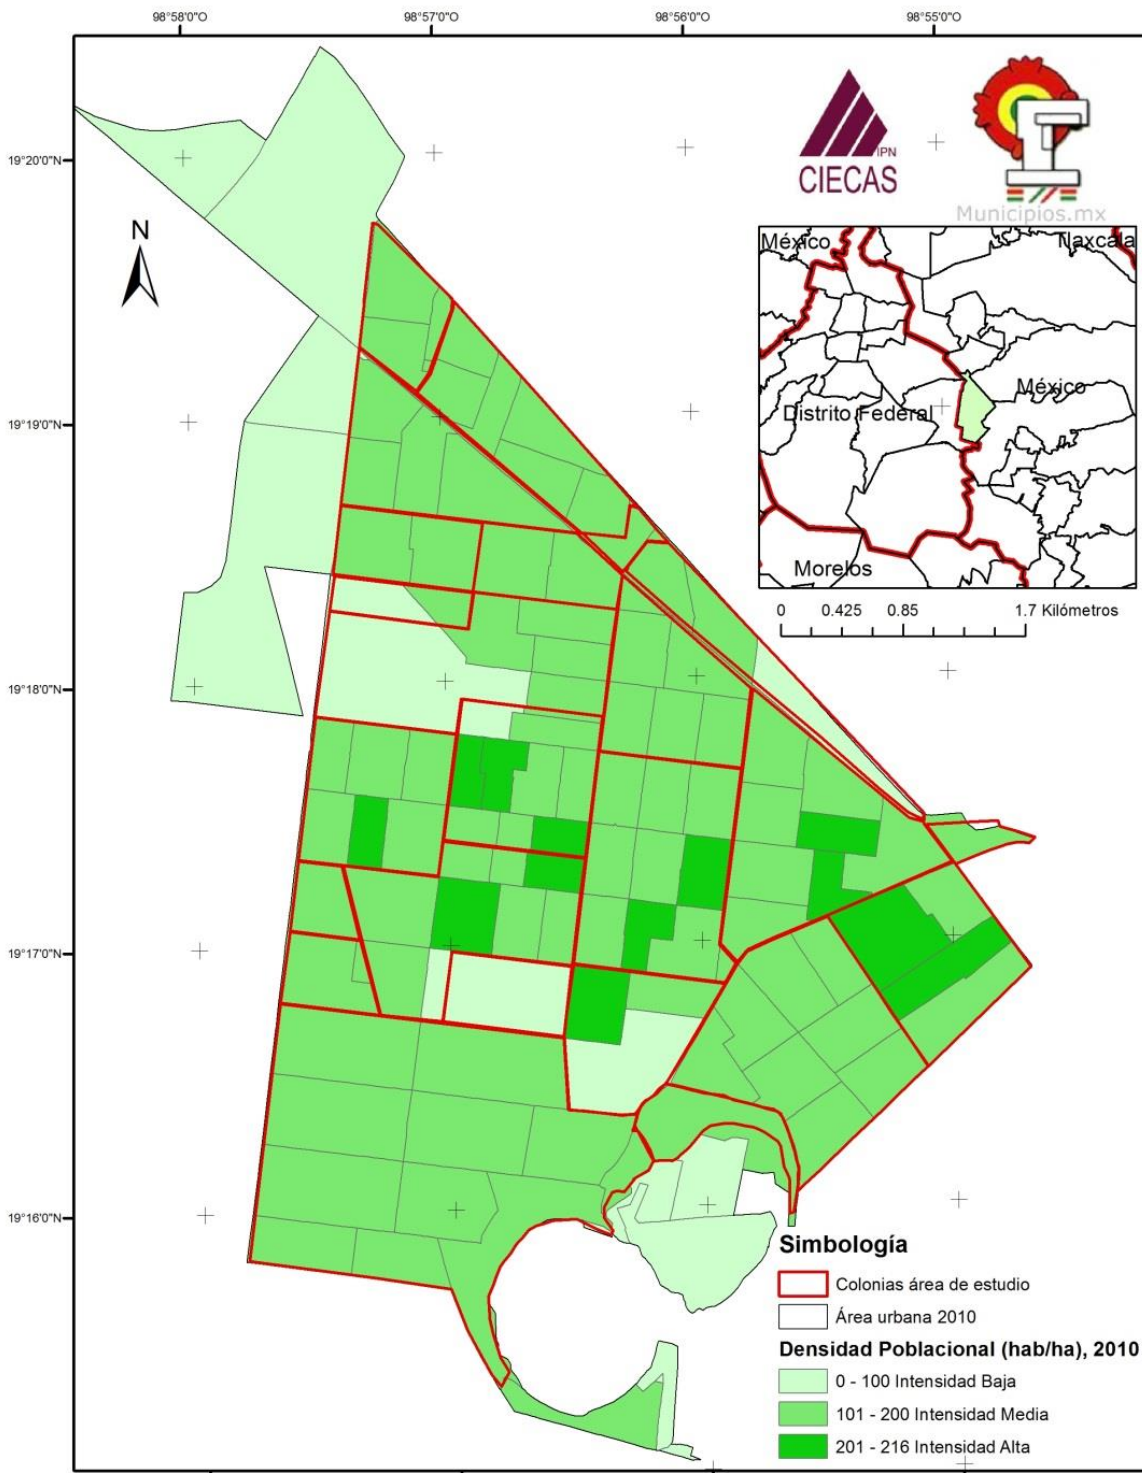 98°58'0"O 98°57'0"O 98°56'0"O 98°55'0"O
19°20'0"N
19°19'0"N
19°18'0"N
19°17'0"N
19°16'0"N
N
IPN
CIECAS
Municipios.mx
México
Tlaxcala
México
Distrito Federal
Morelos
0 0.425 0.85 1.7 Kilómetros
Simbología
Colonias área de estudio
Área urbana 2010
Densidad Poblacional (hab/ha), 2010
0 - 100 Intensidad Baja
101 - 200 Intensidad Media
201 - 216 Intensidad Alta